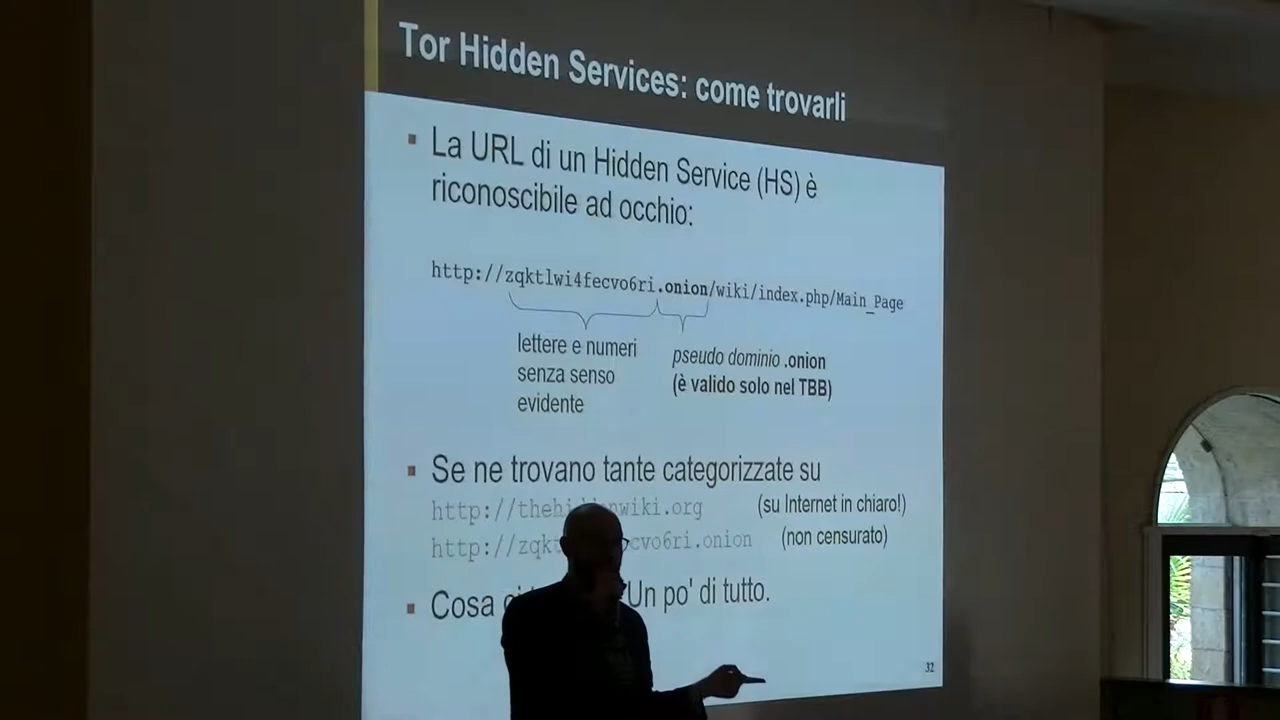 Tor Hidden Services: come trovarli
La URL di un Hidden Service (HS) è
riconoscibile ad occhio:
http://zqktlwi4fecvo6ri.onion/wiki/index.php/Main_Page
lettere e numeri
senza senso
evidente
pseudo dominio .onion
(è valido solo nel TBB)
Se ne trovano tante categorizzate su
http://thehiddenwiki.org (su Internet in chiaro!)
http://zqkt cvo6ri.onion (non censurato)
Cosa Un po' di tutto.
32